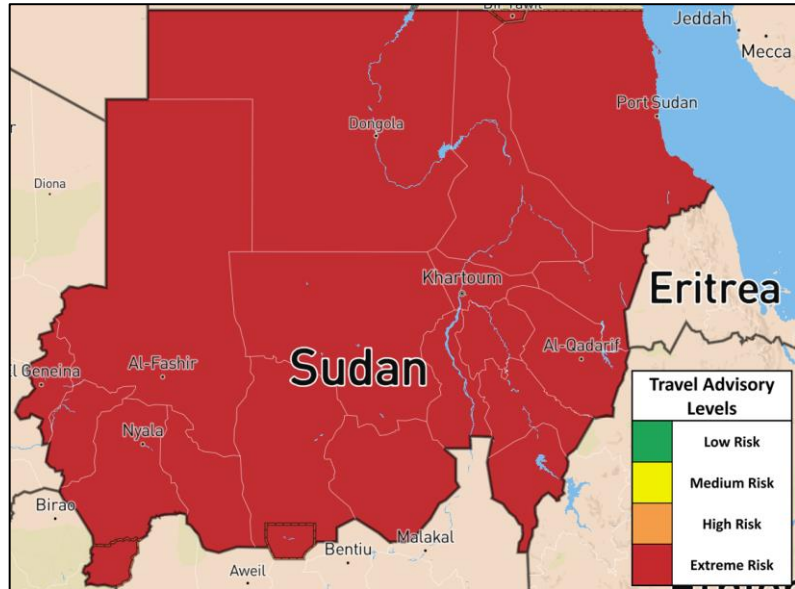 Jeddah
Mecca
Port Sudan
Dongola
Diona
Khartoum
Eritrea
Al-Fashir
Sudan
Al-Qadarif
Geneina
Nyala
Birao
Malakal
Bentiu
Aweil
Travel Advisory
Levels
Low Risk
Medium Risk
High Risk
Extreme Risk